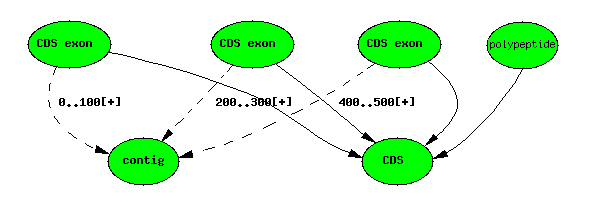 CDS exon
CDS exon
CDS exon
polypeptide
0..100[+]
200..300[+]
400..500[+]
contig
CDS